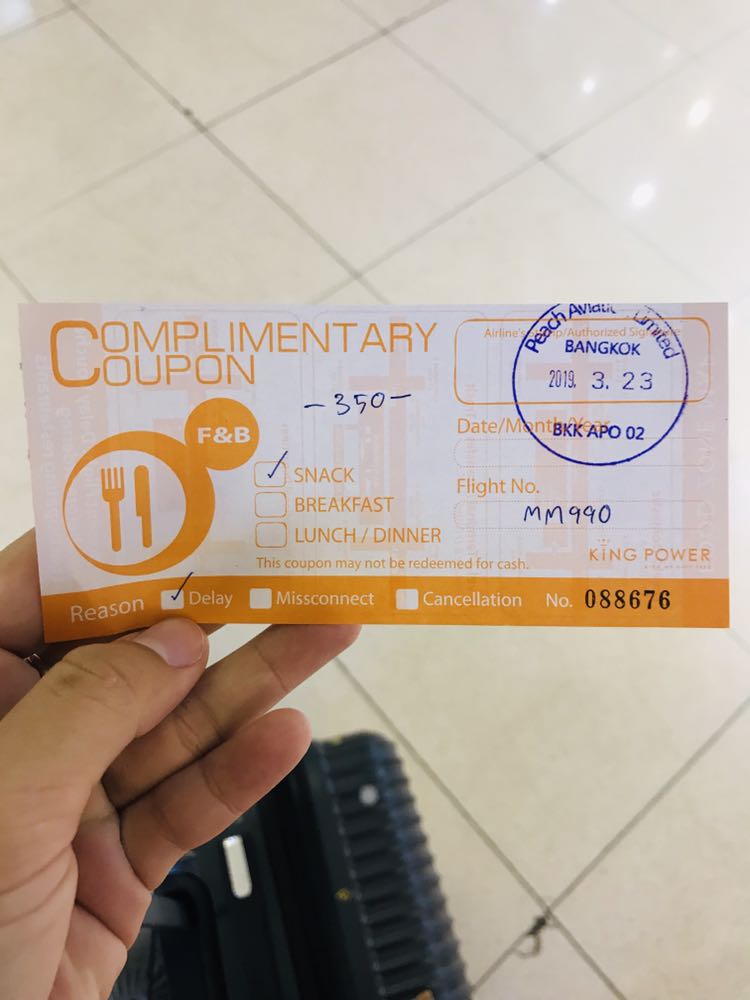 COMPLIMENTARY
COUPON
- 350 -
F&B
✓ SNACK
BREAKFAST
LUNCH / DINNER
This coupon may not be redeemed for cash.
Airline's
/Authorized
Peach Aviation Limited
BANGKOK
2019. 3. 23
BKK APO 02
Date/Month/Year
Flight No.
MM990
KING POWER
Reason ✓ Delay Missconnect Cancellation No. 088676